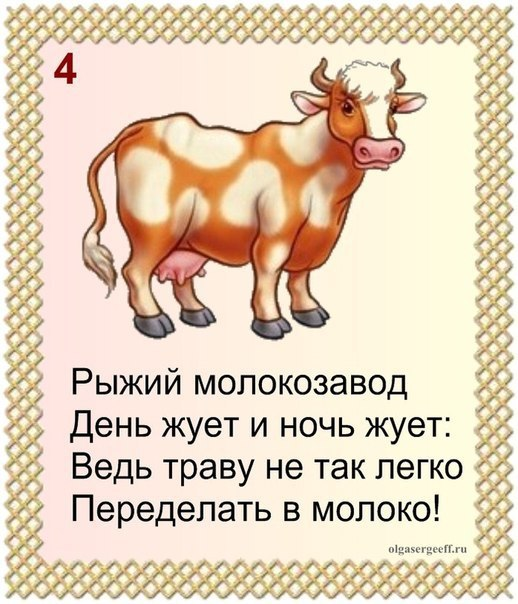 4
Рыжий молокозавод
День жует и ночь жует:
Ведь траву не так легко
Переделать в молоко!
olgasergeeff.ru